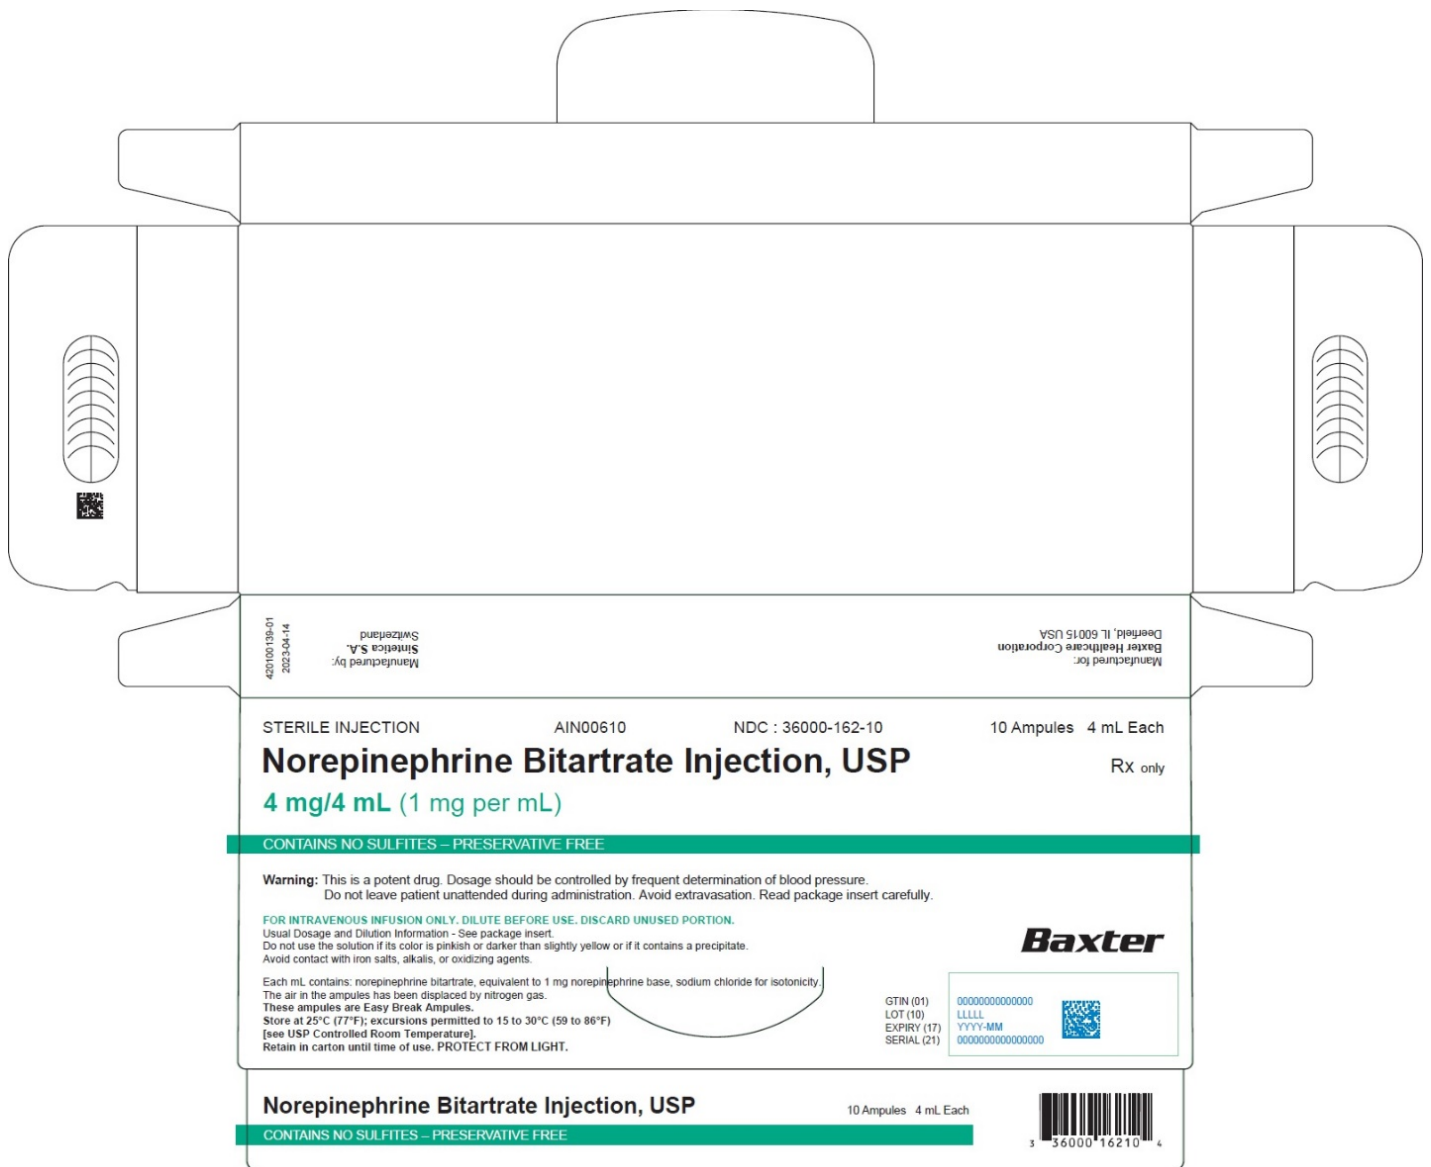 420100139-01
2023-04-14
Manufactured by:
Sintetica S.A.
Switzerland
Manufactured for:
Baxter Healthcare Corporation
Deerfield, IL 60015 USA
STERILE INJECTION AIN00610 NDC : 36000-162-10 10 Ampules 4 mL Each
Norepinephrine Bitartrate Injection, USP Rx only
4 mg/4 mL (1 mg per mL)
CONTAINS NO SULFITES – PRESERVATIVE FREE
Warning: This is a potent drug. Dosage should be controlled by frequent determination of blood pressure.
Do not leave patient unattended during administration. Avoid extravasation. Read package insert carefully.
FOR INTRAVENOUS INFUSION ONLY. DILUTE BEFORE USE. DISCARD UNUSED PORTION.
Usual Dosage and Dilution Information - See package insert.
Do not use the solution if its color is pinkish or darker than slightly yellow or if it contains a precipitate.
Avoid contact with iron salts, alkalis, or oxidizing agents.
Baxter
Each mL contains: norepinephrine bitartrate, equivalent to 1 mg norepinephrine base, sodium chloride for isotonicity.
The air in the ampules has been displaced by nitrogen gas.
These ampules are Easy Break Ampules.
Store at 25°C (77°F); excursions permitted to 15 to 30°C (59 to 86°F)
[see USP Controlled Room Temperature].
Retain in carton until time of use. PROTECT FROM LIGHT.
GTIN (01) 00000000000000
LOT (10) LLLLL
EXPIRY (17) YYYY-MM
SERIAL (21) 0000000000000000
Norepinephrine Bitartrate Injection, USP 10 Ampules 4 mL Each
CONTAINS NO SULFITES – PRESERVATIVE FREE
3 36000 16210 4